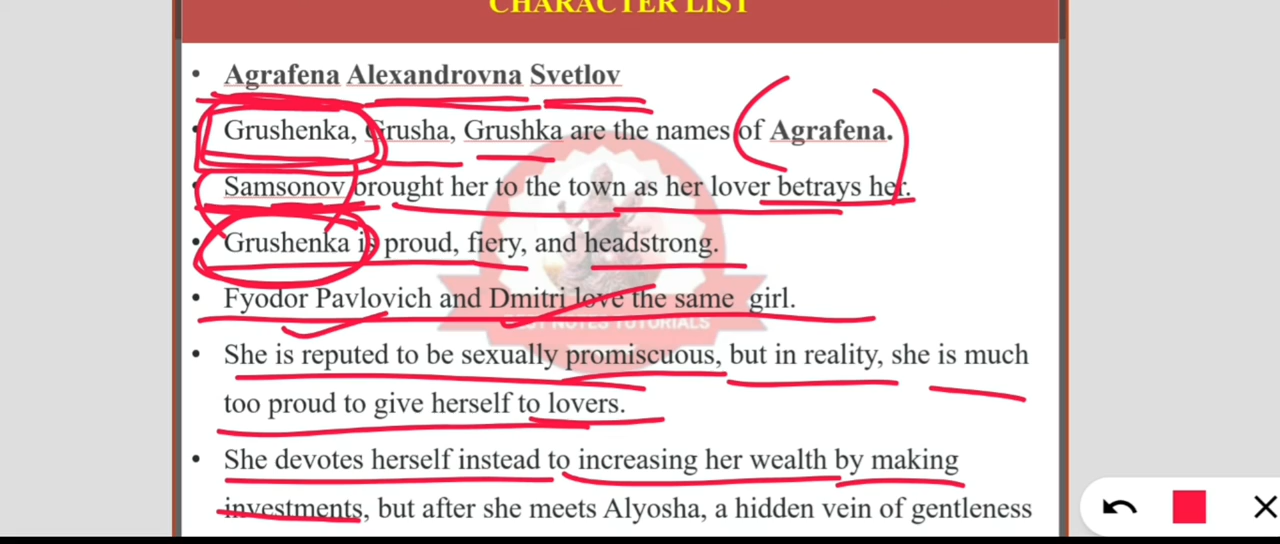 CHARACTER LIST
• Agrafena Alexandrovna Svetlov
• Grushenka, Grusha, Grushka are the names of Agrafena.
• Samsonov brought her to the town as her lover betrays her.
• Grushenka is proud, fiery, and headstrong.
• Fyodor Pavlovich and Dmitri love the same girl.
NOTES TUTORIALS
• She is reputed to be sexually promiscuous, but in reality, she is much
too proud to give herself to lovers.
• She devotes herself instead to increasing her wealth by making
investments, but after she meets Alyosha, a hidden vein of gentleness